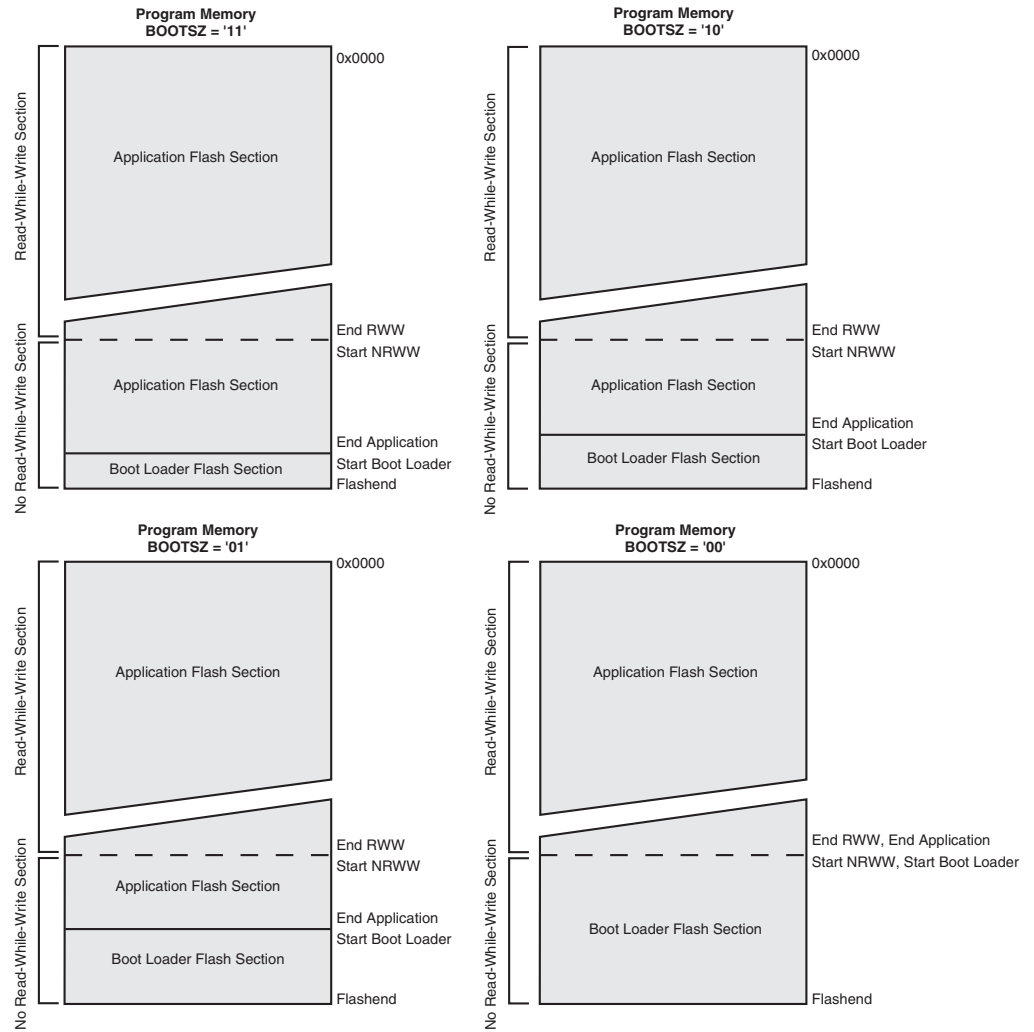 Program Memory
BOOTSZ = '11'
0x0000
Read-While-Write Section
Application Flash Section
End RWW
Start NRWW
No Read-While-Write Section
Application Flash Section
End Application
Start Boot Loader
Boot Loader Flash Section
Flashend
Program Memory
BOOTSZ = '10'
0x0000
Read-While-Write Section
Application Flash Section
End RWW
Start NRWW
No Read-While-Write Section
Application Flash Section
End Application
Start Boot Loader
Boot Loader Flash Section
Flashend
Program Memory
BOOTSZ = '01'
0x0000
Read-While-Write Section
Application Flash Section
End RWW
Start NRWW
No Read-While-Write Section
Application Flash Section
End Application
Start Boot Loader
Boot Loader Flash Section
Flashend
Program Memory
BOOTSZ = '00'
0x0000
Read-While-Write Section
Application Flash Section
End RWW, End Application
Start NRWW, Start Boot Loader
No Read-While-Write Section
Boot Loader Flash Section
Flashend